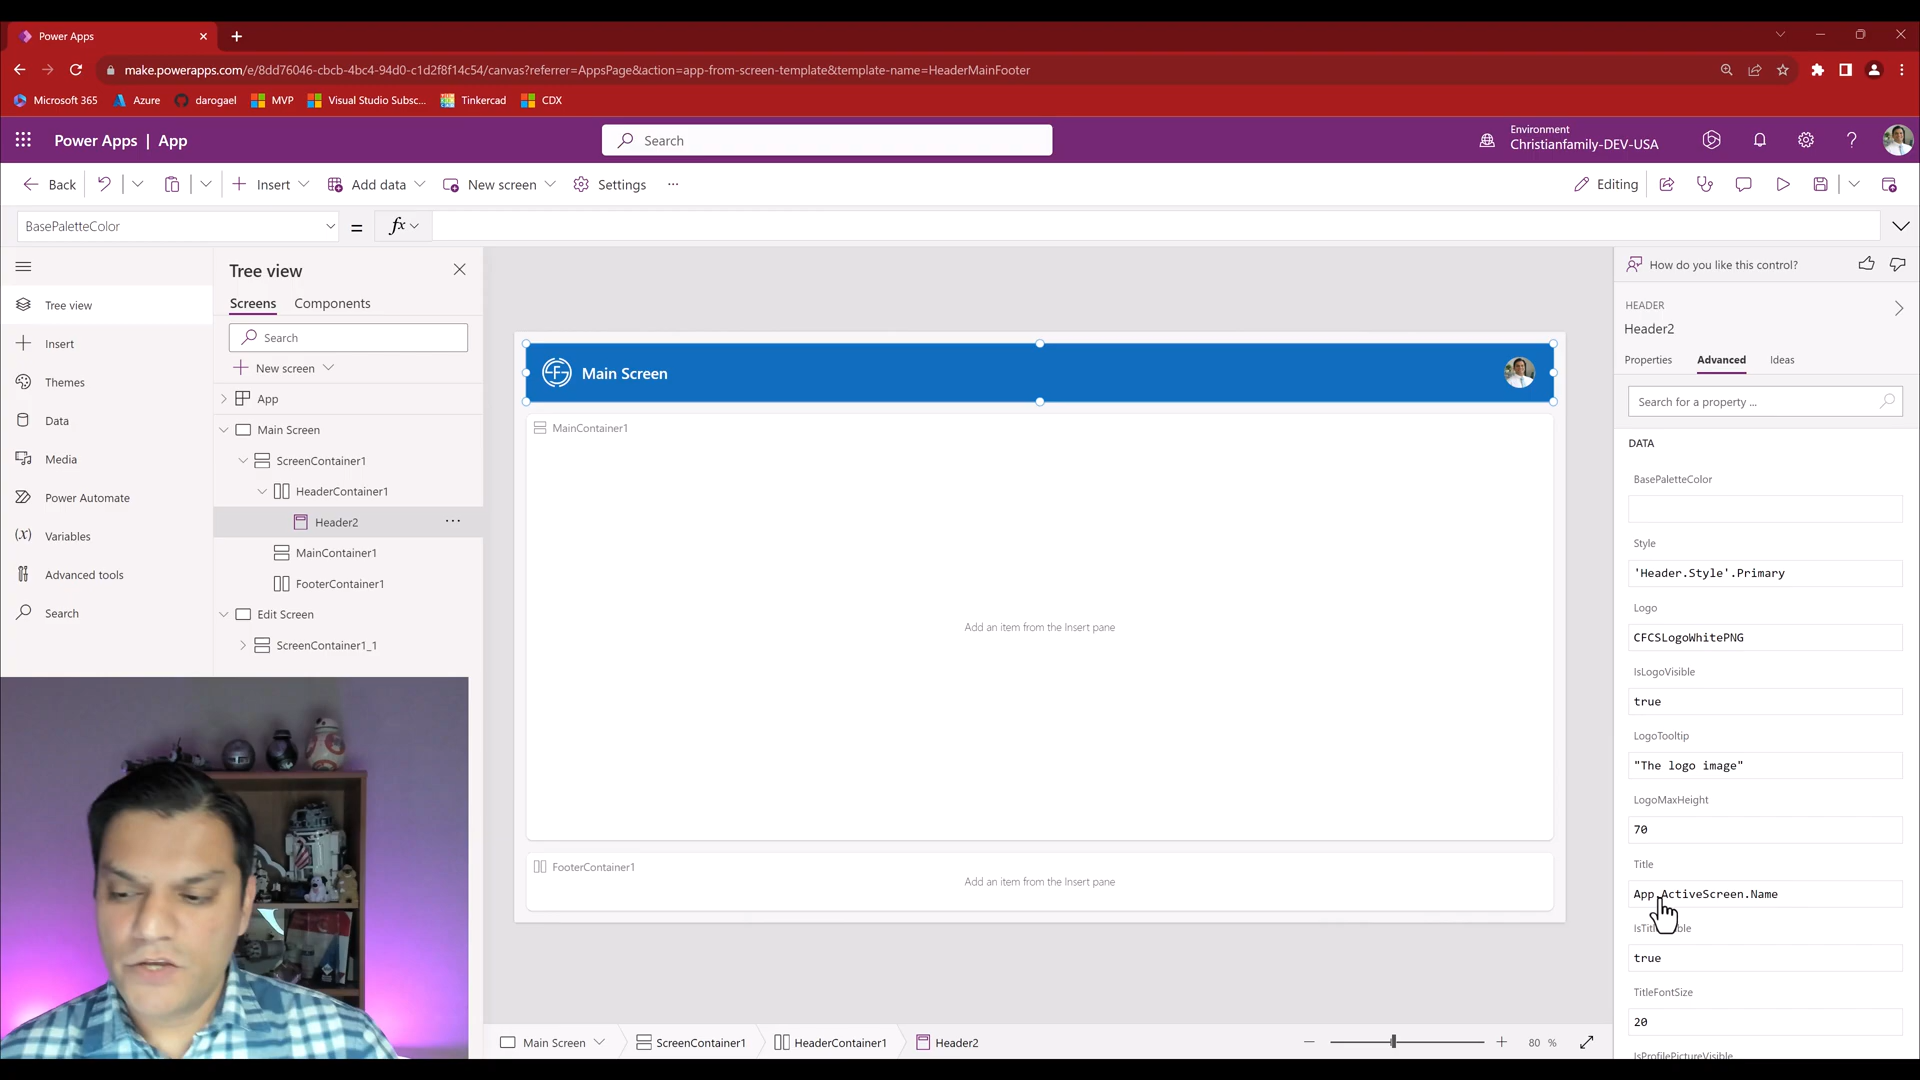 Power Apps
make.powerapps.com/e/8dd76046-cbcb-4bc4-94d0-c1d2f8f14c54/canvas?referrer=AppsPage&action=app-from-screen-template&template-name=HeaderMainFooter
Microsoft 365
Azure
darogael
MVP
Visual Studio Subsc...
Tinkercad
CDX
Power Apps | App
Search
Environment
Christianfamily-DEV-USA
Back
Insert
Add data
New screen
Settings
Editing
BasePaletteColor
=
fx
Tree view
Insert
Themes
Data
Media
Power Automate
Variables
Advanced tools
Search
Tree view
Screens
Components
Search
New screen
App
Main Screen
ScreenContainer1
HeaderContainer1
Header2
MainContainer1
FooterContainer1
Edit Screen
ScreenContainer1_1
Main Screen
MainContainer1
Add an item from the Insert pane
FooterContainer1
Add an item from the Insert pane
Main Screen
ScreenContainer1
HeaderContainer1
Header2
80 %
How do you like this control?
HEADER
Header2
Properties
Advanced
Ideas
Search for a property ...
DATA
BasePaletteColor
Style
'Header.Style'.Primary
Logo
CFCSLogoWhitePNG
IsLogoVisible
true
LogoTooltip
"The logo image"
LogoMaxHeight
70
Title
App.ActiveScreen.Name
true
TitleFontSize
20
IsProfilePictureVisible